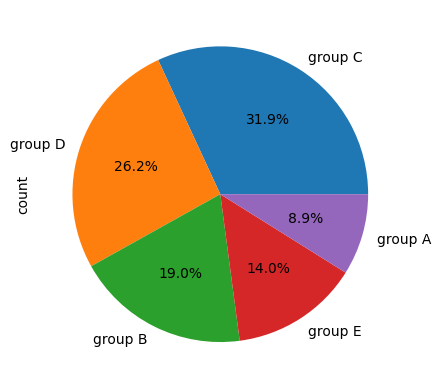 group C
31.9%
group D
26.2%
count
8.9%
group A
19.0%
14.0%
group B
group E